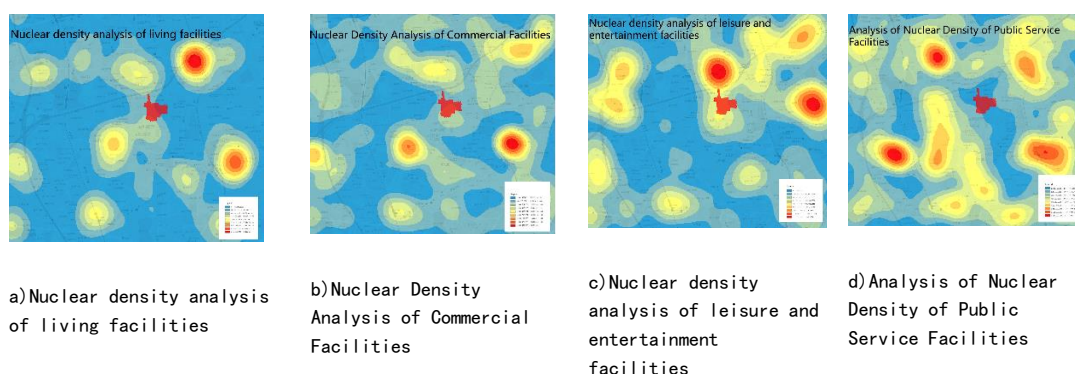 Nuclear density analysis of living facilities
Nuclear Density Analysis of Commercial Facilities
Nuclear density analysis of leisure and
entertainment facilities
Analysis of Nuclear Density of Public Service
Facilities
a)Nuclear density analysis
of living facilities
b)Nuclear Density
Analysis of Commercial
Facilities
c)Nuclear density
analysis of leisure and
entertainment
facilities
d)Analysis of Nuclear
Density of Public
Service Facilities